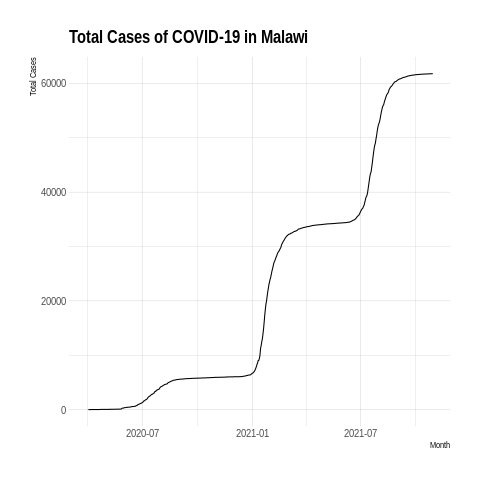 Total Cases of COVID-19 in Malawi
Total Cases
60000
40000
20000
0
2020-07 2021-01 2021-07
Month